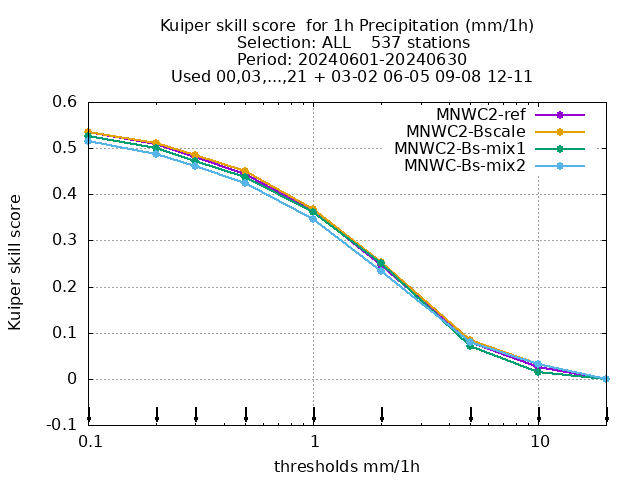 Kuiper skill score  for 1h Precipitation (mm/1h)
Selection: ALL    537 stations
Period: 20240601-20240630
Used 00,03,...,21 + 03-02 06-05 09-08 12-11
MNWC2-ref
MNWC2-Bscale
MNWC2-Bs-mix1
MNWC-Bs-mix2
Kuiper skill score
0.6
0.5
0.4
0.3
0.2
0.1
0
-0.1
0.1
1
10
thresholds mm/1h